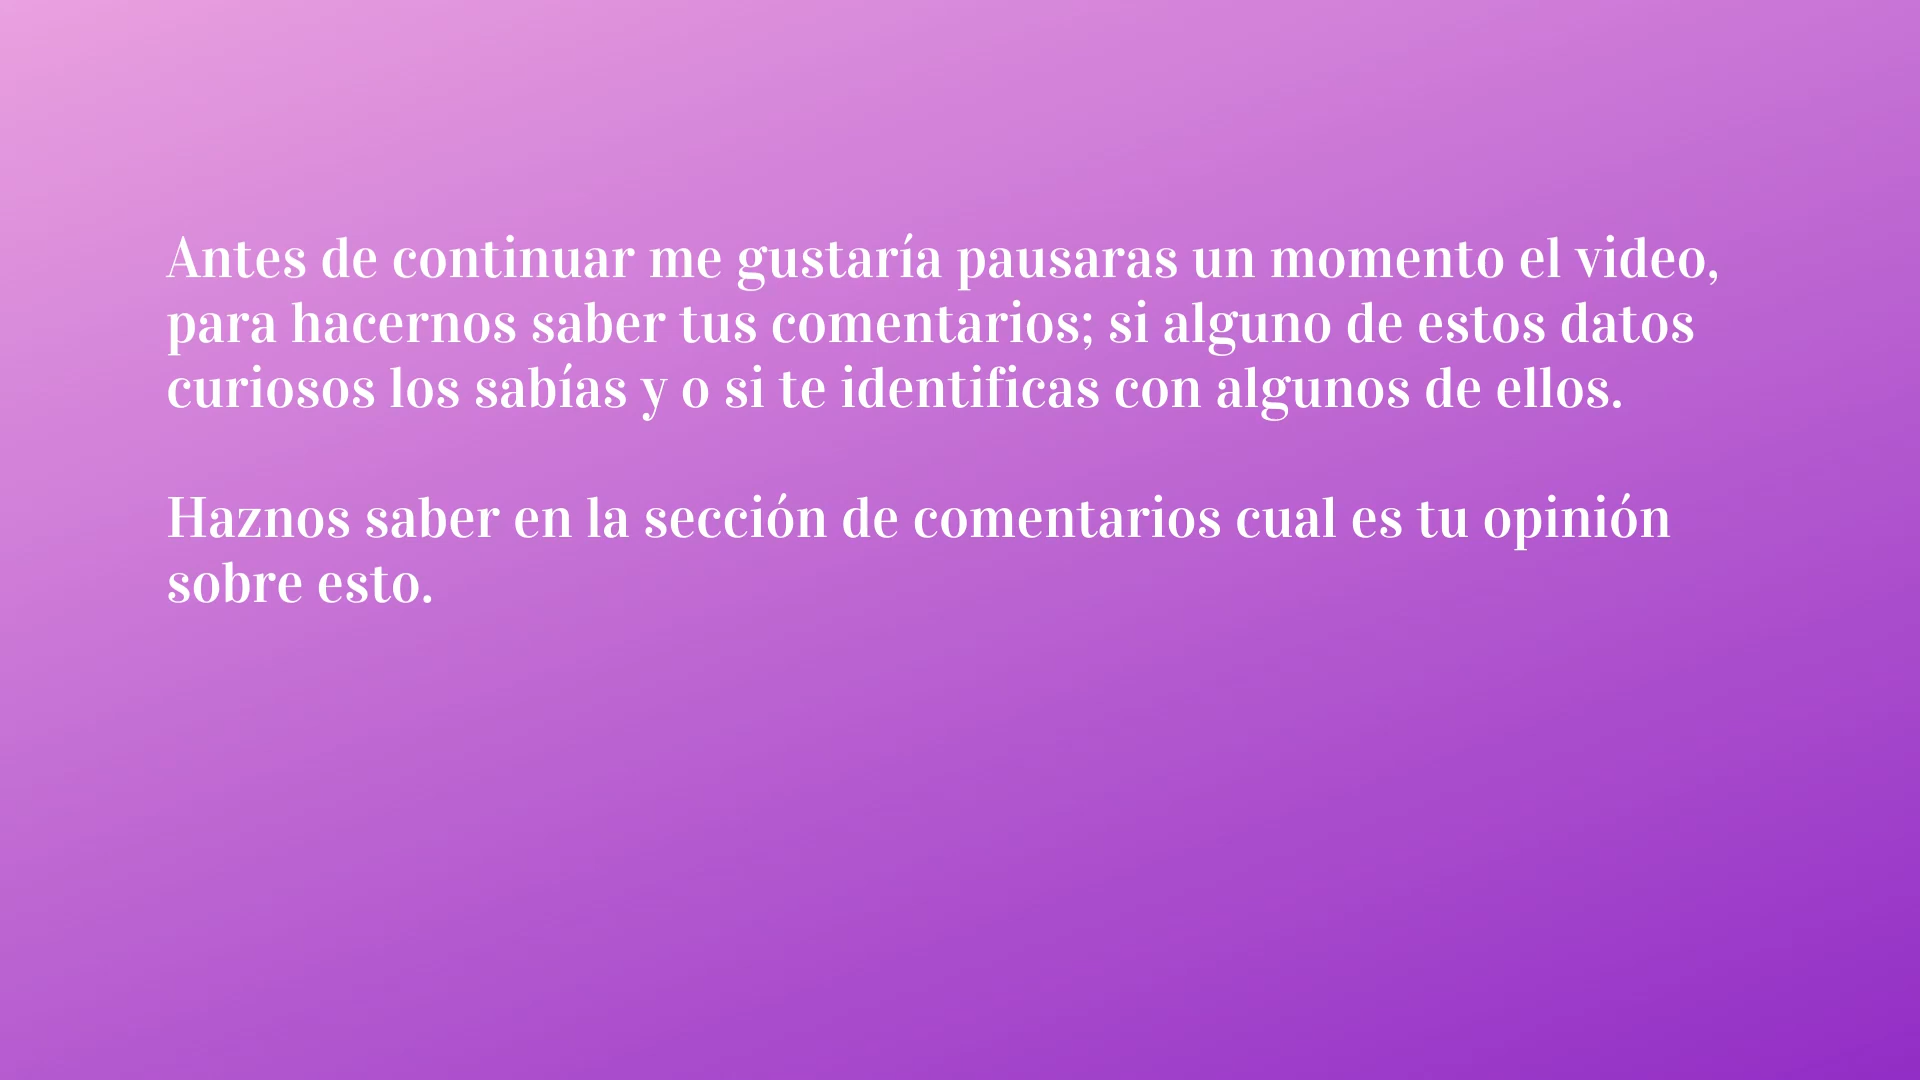 Antes de continuar me gustaría pausaras un momento el video,
para hacernos saber tus comentarios; si alguno de estos datos
curiosos los sabías y o si te identificas con algunos de ellos.
Haznos saber en la sección de comentarios cual es tu opinión
sobre esto.